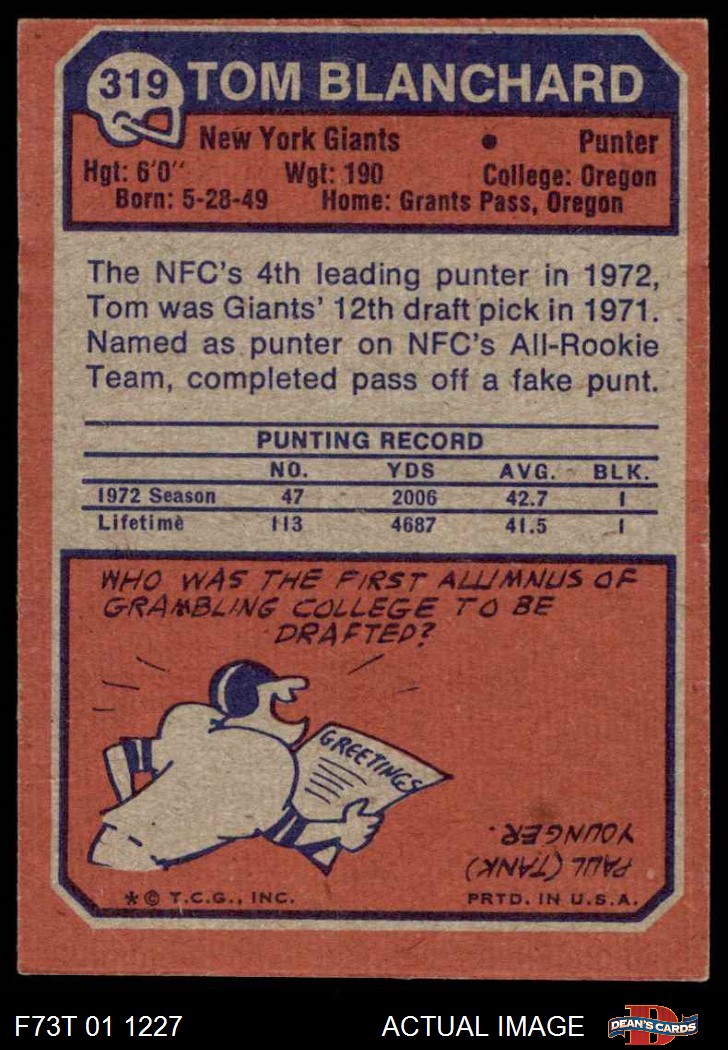 319 TOM BLANCHARD
New York Giants • Punter
Hgt: 6'0" Wgt: 190 College: Oregon
Born: 5-28-49 Home: Grants Pass, Oregon
The NFC's 4th leading punter in 1972,
Tom was Giants' 12th draft pick in 1971.
Named as punter on NFC's All-Rookie
Team, completed pass off a fake punt.
PUNTING RECORD
NO. YDS AVG. BLK.
1972 Season 47 2006 42.7 1
Lifetime 113 4687 41.5 1
WHO WAS THE FIRST ALUMNUS OF
GRAMBLING COLLEGE TO BE
DRAFTED?
GREETINGS
PAUL (TANK)
YOUNGER.
* © T.C.G., INC. PRTD. IN U.S.A.
F73T 01 1227 ACTUAL IMAGE D DEAN'S CARDS